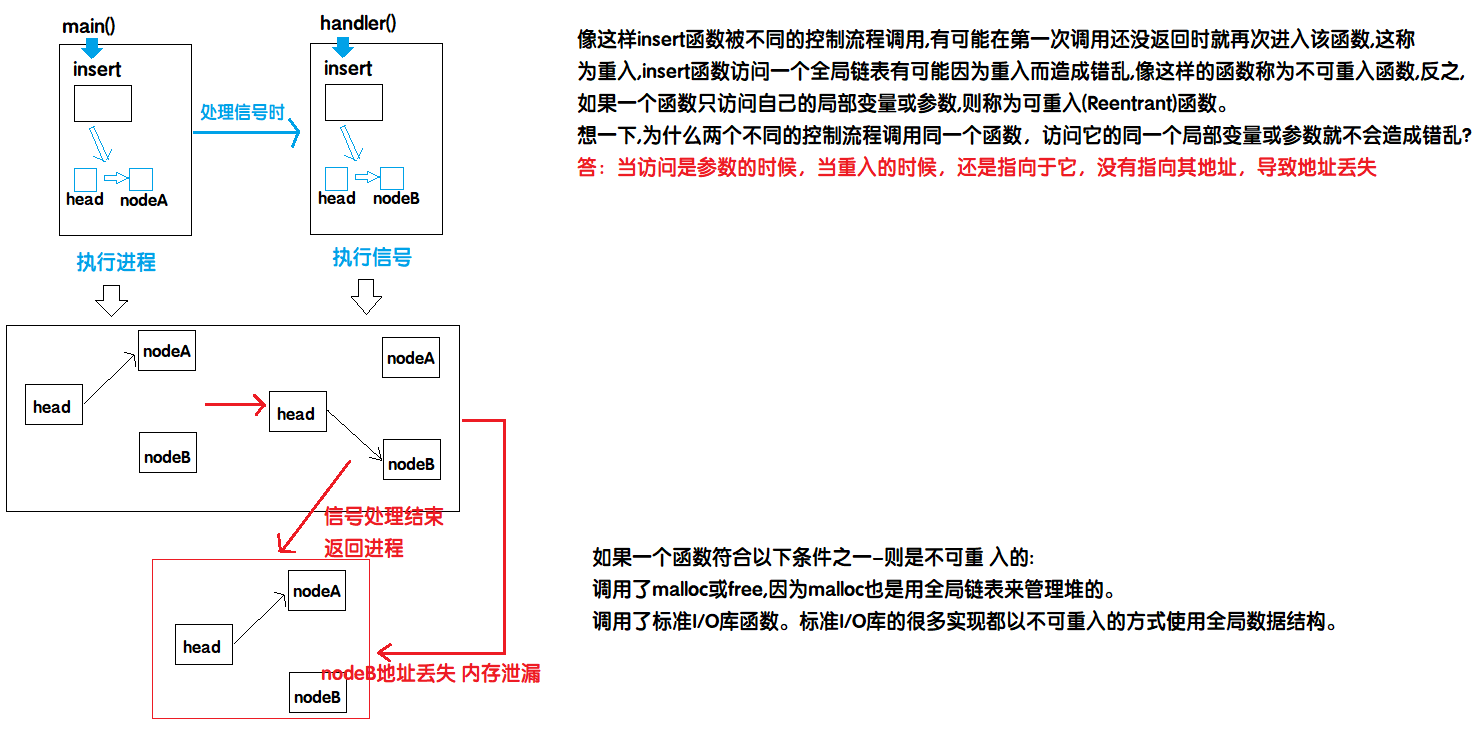 main()
handler()
insert
insert
处理信号时
head
nodeA
head
nodeB
执行进程
执行信号
像这样insert函数被不同的控制流程调用,有可能在第一次调用还没返回时就再次进入该函数,这称
为重入,insert函数访问一个全局链表有可能因为重入而造成错乱,像这样的函数称为不可重入函数,反之,
如果一个函数只访问自己的局部变量或参数,则称为可重入(Reentrant)函数。
想一下,为什么两个不同的控制流程调用同一个函数，访问它的同一个局部变量或参数就不会造成错乱?
答：当访问是参数的时候，当重入的时候，还是指向于它，没有指向其地址，导致地址丢失
nodeA
head
nodeB
nodeA
head
nodeB
信号处理结束
返回进程
nodeA
head
nodeB地址丢失 内存泄漏
nodeB
如果一个函数符合以下条件之一-则是不可重 入的:
调用了malloc或free,因为malloc也是用全局链表来管理堆的。
调用了标准I/O库函数。标准I/O库的很多实现都以不可重入的方式使用全局数据结构。